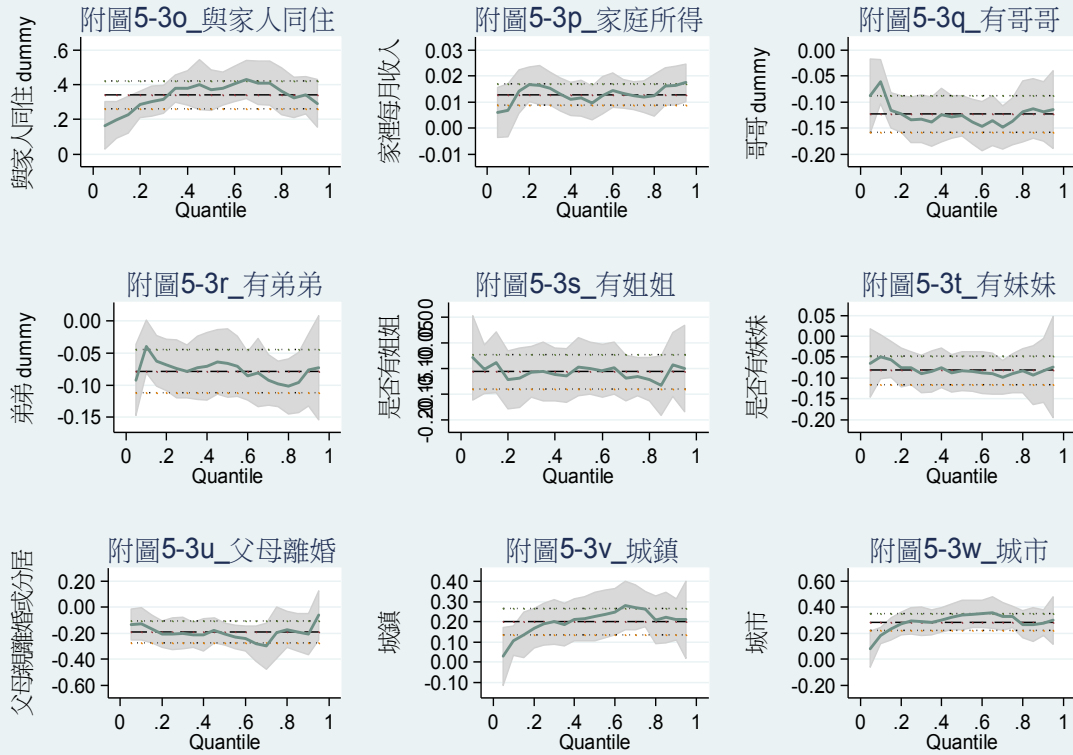 附圖5-3o_與家人同住
與家人同住 dummy
.6
.4
.2
0
0 .2 .4 .6 .8 1
Quantile
附圖5-3p_家庭所得
家裡每月收入
0.03
0.02
0.01
0.00
-0.01
0 .2 .4 .6 .8 1
Quantile
附圖5-3q_有哥哥
哥哥 dummy
0.00
-0.05
-0.10
-0.15
-0.20
0 .2 .4 .6 .8 1
Quantile
附圖5-3r_有弟弟
弟弟 dummy
0.00
-0.05
-0.10
-0.15
0 .2 .4 .6 .8 1
Quantile
附圖5-3s_有姐姐
是否有姐姐
0 .2 .4 .6 .8 1
Quantile
附圖5-3t_有妹妹
是否有妹妹
0.05
0.00
-0.05
-0.10
-0.15
-0.20
0 .2 .4 .6 .8 1
Quantile
附圖5-3u_父母離婚
父母親離婚或分居
0.20
0.00
-0.20
-0.40
-0.60
0 .2 .4 .6 .8 1
Quantile
附圖5-3v_城鎮
城鎮
0.40
0.30
0.20
0.10
0.00
-0.10
0 .2 .4 .6 .8 1
Quantile
附圖5-3w_城市
城市
0.60
0.40
0.20
0.00
-0.20
0 .2 .4 .6 .8 1
Quantile